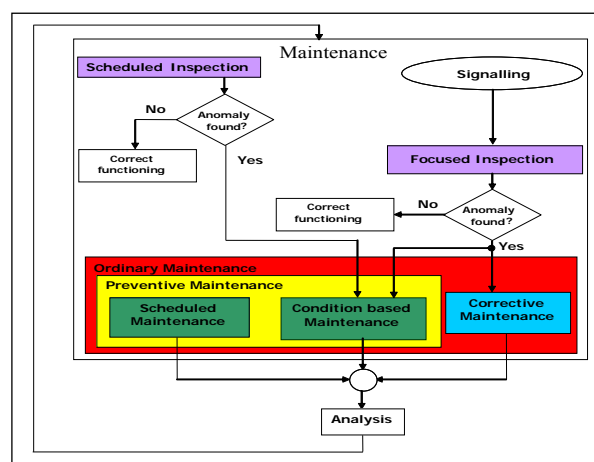 Maintenance
Scheduled Inspection
Signalling
No
Anomaly
found?
Correct
functioning
Yes
Focused Inspection
No
Anomaly
found?
Correct
functioning
Yes
Ordinary Maintenance
Preventive Maintenance
Scheduled
Maintenance
Condition based
Maintenance
Corrective
Maintenance
Analysis